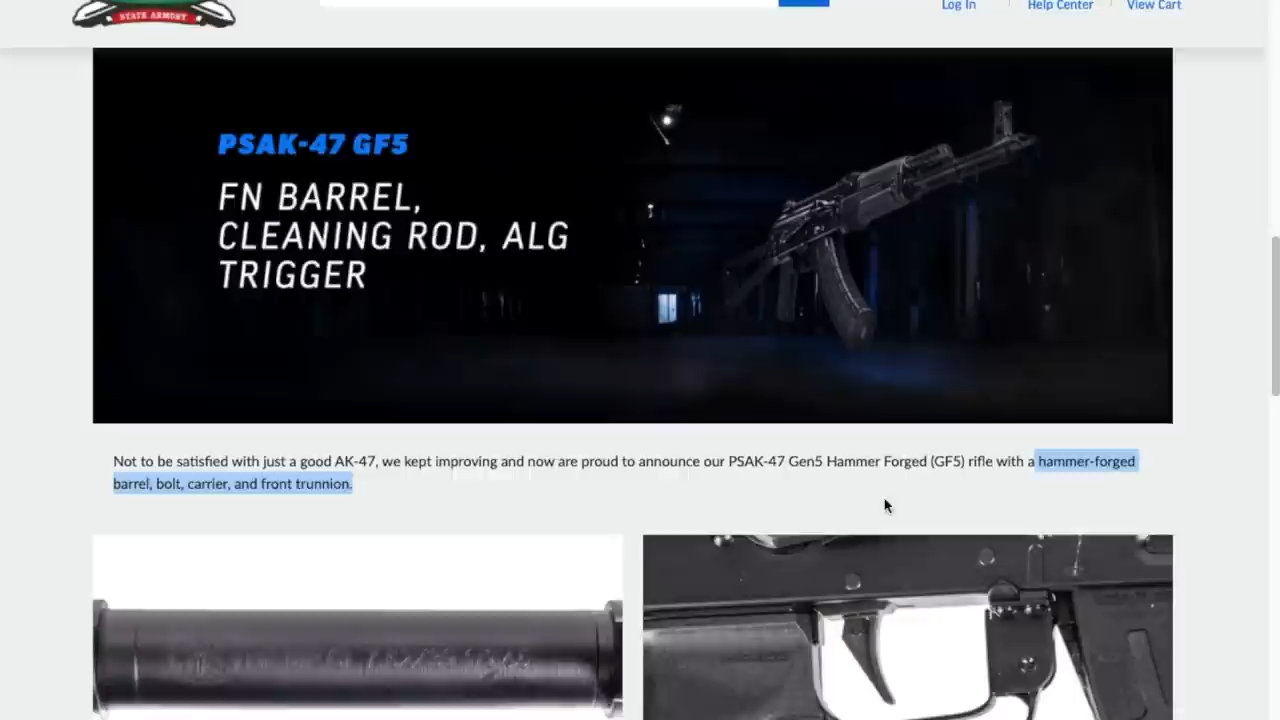 STATE ARMORY
Log In
Help Center
View Cart
PSAK-47 GF5
FN BARREL,
CLEANING ROD, ALG
TRIGGER
Not to be satisfied with just a good AK-47, we kept improving and now are proud to announce our PSAK-47 Gen5 Hammer Forged (GF5) rifle with a hammer-forged
barrel, bolt, carrier, and front trunnion.